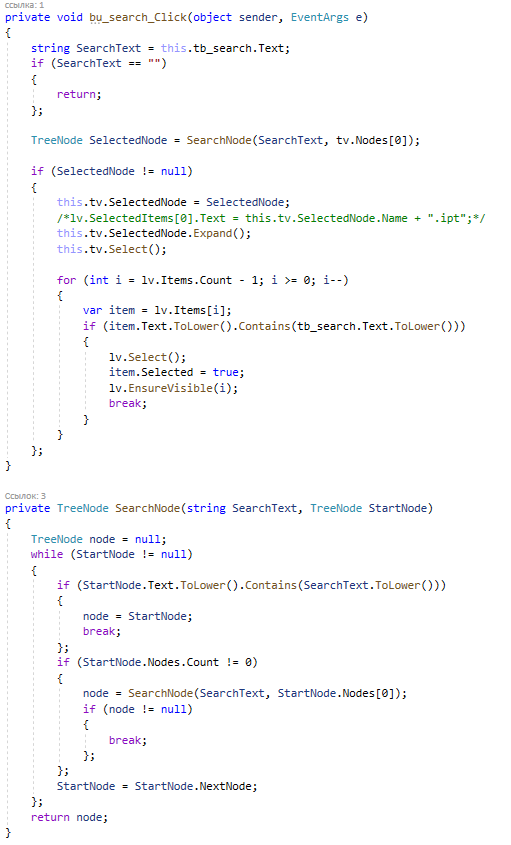 ссылка: 1
private void bu_search_Click(object sender, EventArgs e)
{
    string SearchText = this.tb_search.Text;
    if (SearchText == "")
    {
        return;
    };

    TreeNode SelectedNode = SearchNode(SearchText, tv.Nodes[0]);

    if (SelectedNode != null)
    {
        this.tv.SelectedNode = SelectedNode;
        /*lv.SelectedItems[0].Text = this.tv.SelectedNode.Name + ".ipt";*/
        this.tv.SelectedNode.Expand();
        this.tv.Select();

        for (int i = lv.Items.Count - 1; i >= 0; i--)
        {
            var item = lv.Items[i];
            if (item.Text.ToLower().Contains(tb_search.Text.ToLower()))
            {
                lv.Select();
                item.Selected = true;
                lv.EnsureVisible(i);
                break;
            }
        }
    };
}

Ссылок: 3
private TreeNode SearchNode(string SearchText, TreeNode StartNode)
{
    TreeNode node = null;
    while (StartNode != null)
    {
        if (StartNode.Text.ToLower().Contains(SearchText.ToLower()))
        {
            node = StartNode;
            break;
        };
        if (StartNode.Nodes.Count != 0)
        {
            node = SearchNode(SearchText, StartNode.Nodes[0]);
            if (node != null)
            {
                break;
            };
        };
        StartNode = StartNode.NextNode;
    };
    return node;
}